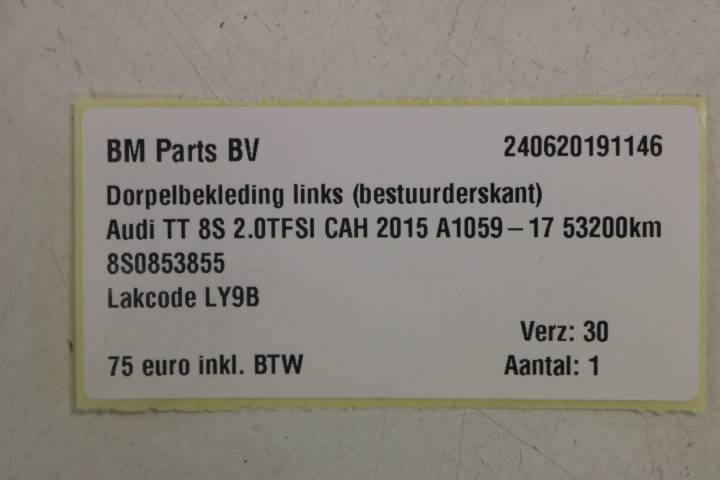 BM Parts BV 240620191146
Dorpelbekleding links (bestuurderskant)
Audi TT 8S 2.0TFSI CAH 2015 A1059-17 53200km
8S0853855
Lakcode LY9B
Verz: 30
75 euro inkl. BTW Aantal: 1